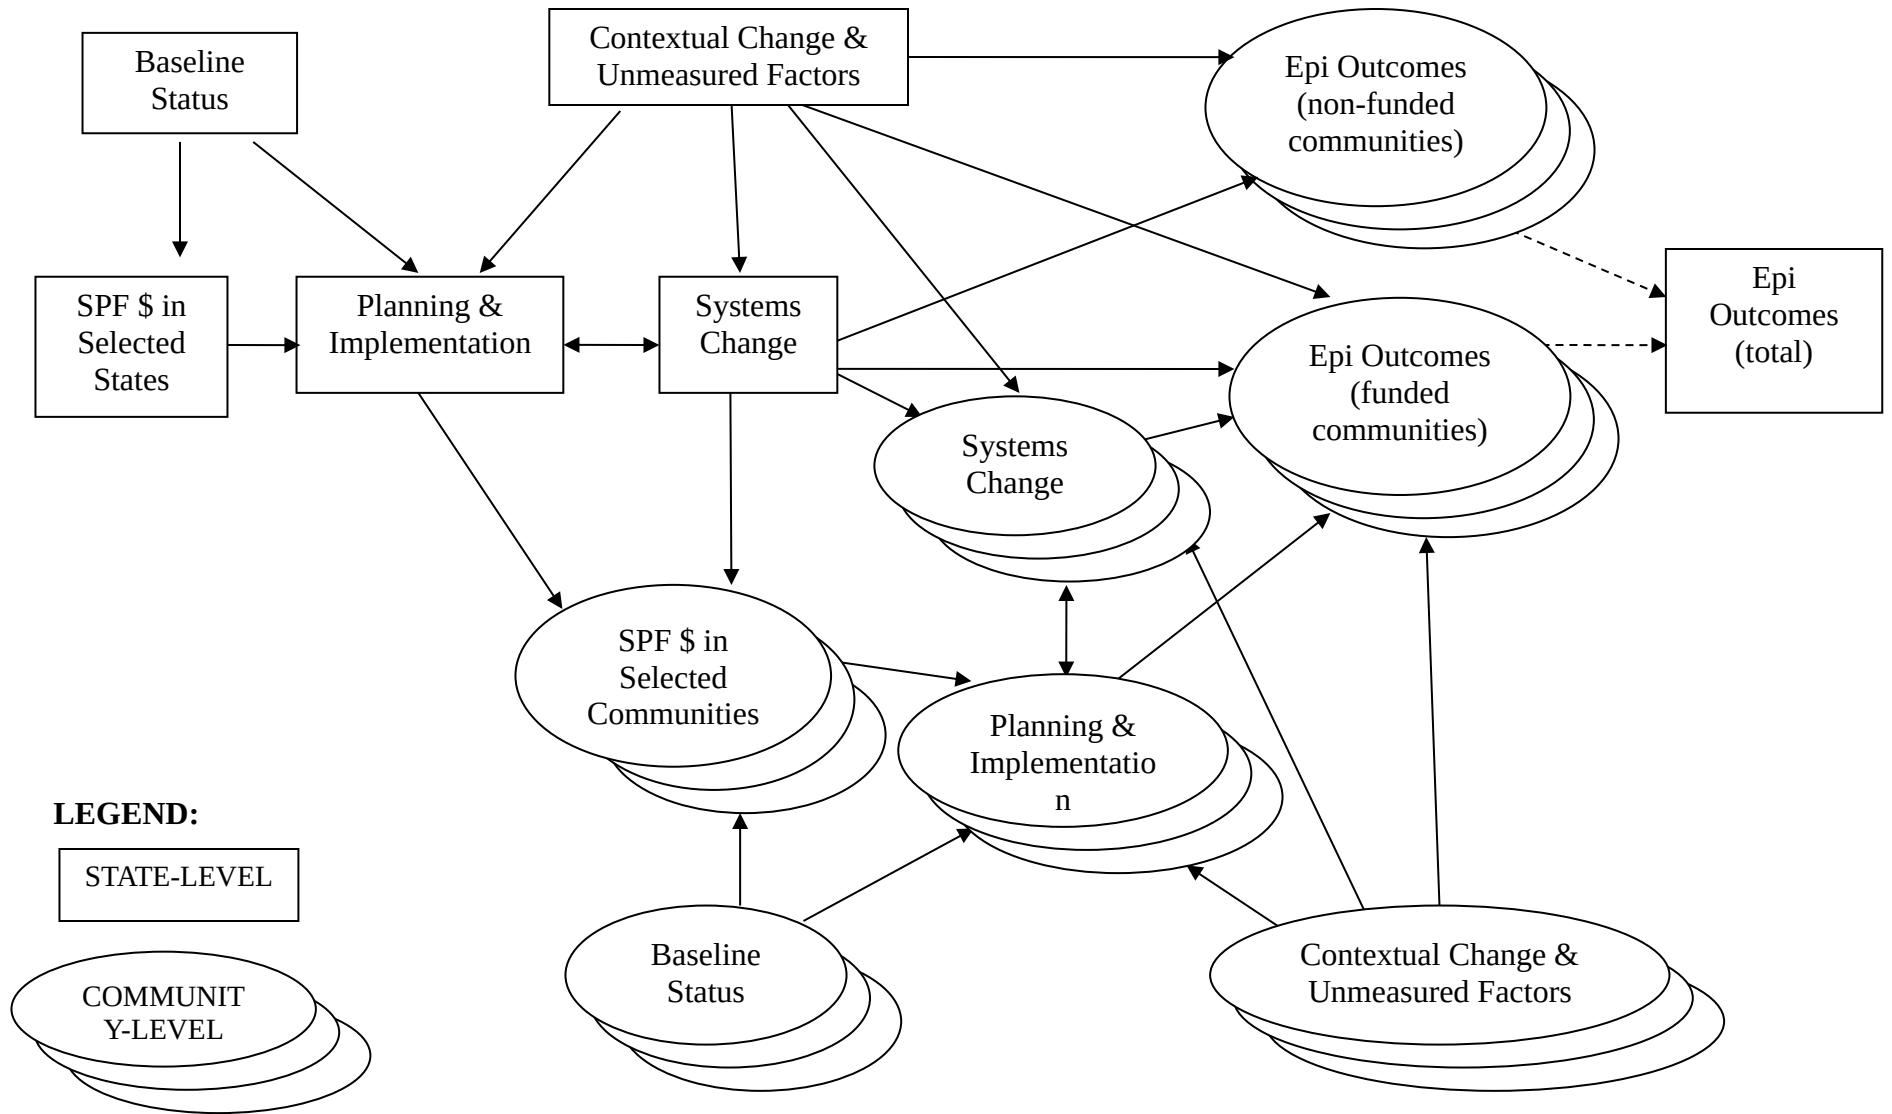 Baseline
Status
Contextual Change &
Unmeasured Factors
Epi Outcomes
(non-funded
communities)
SPF $ in
Selected
States
Planning &
Implementation
Systems
Change
Epi
Outcomes
(total)
Epi Outcomes
(funded
communities)
Systems
Change
SPF $ in
Selected
Communities
Planning &
Implementatio
n
LEGEND:
STATE-LEVEL
COMMUNIT
Y-LEVEL
Baseline
Status
Contextual Change &
Unmeasured Factors